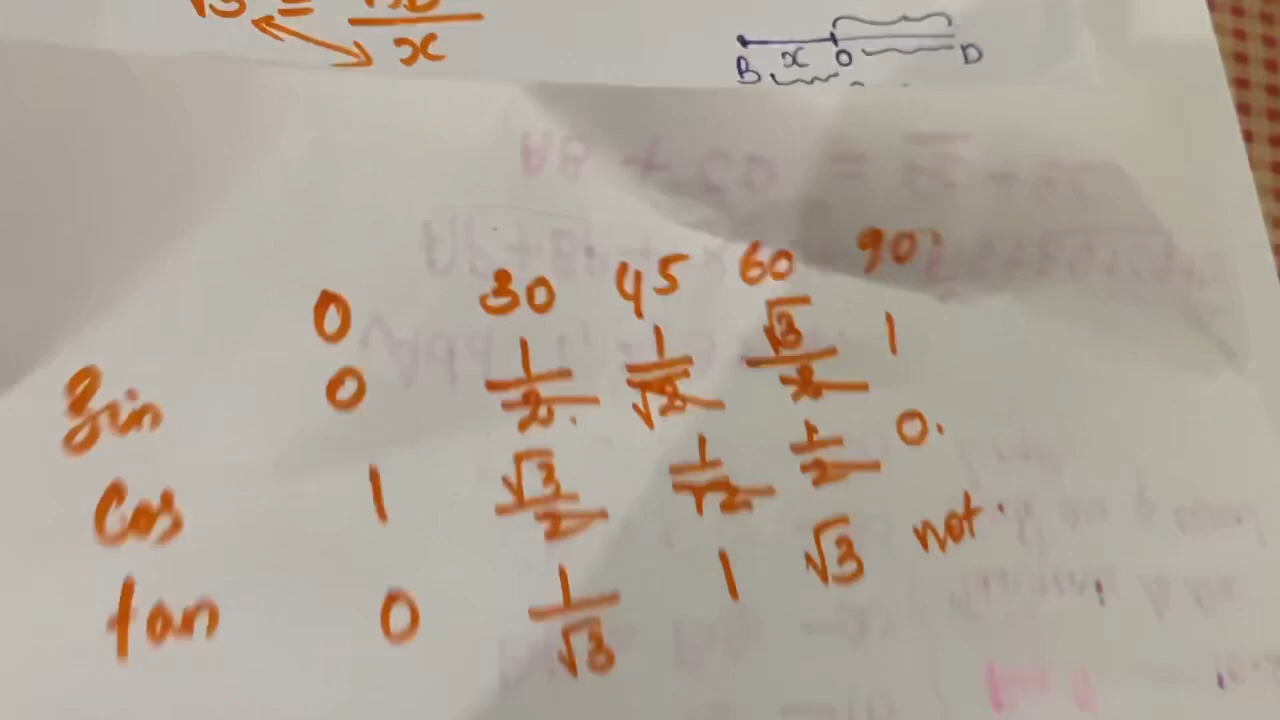 √3 =
x
B x O D
0 30 45 60 90
sin 0 1/2 1/√2 √3/2 1
Cos 1 √3/2 1/√2 1/2 0.
tan 0 1/√3 1 √3 not.